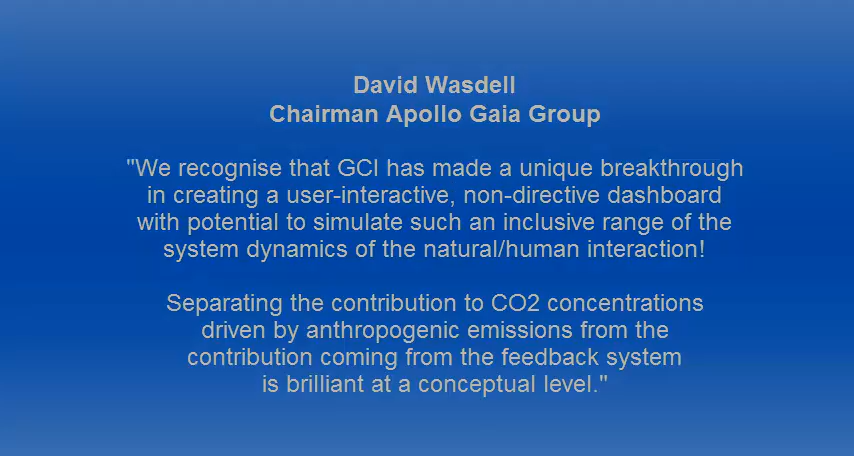 David Wasdell
Chairman Apollo Gaia Group
"We recognise that GCI has made a unique breakthrough
in creating a user-interactive, non-directive dashboard
with potential to simulate such an inclusive range of the
system dynamics of the natural/human interaction!
Separating the contribution to CO2 concentrations
driven by anthropogenic emissions from the
contribution coming from the feedback system
is brilliant at a conceptual level."